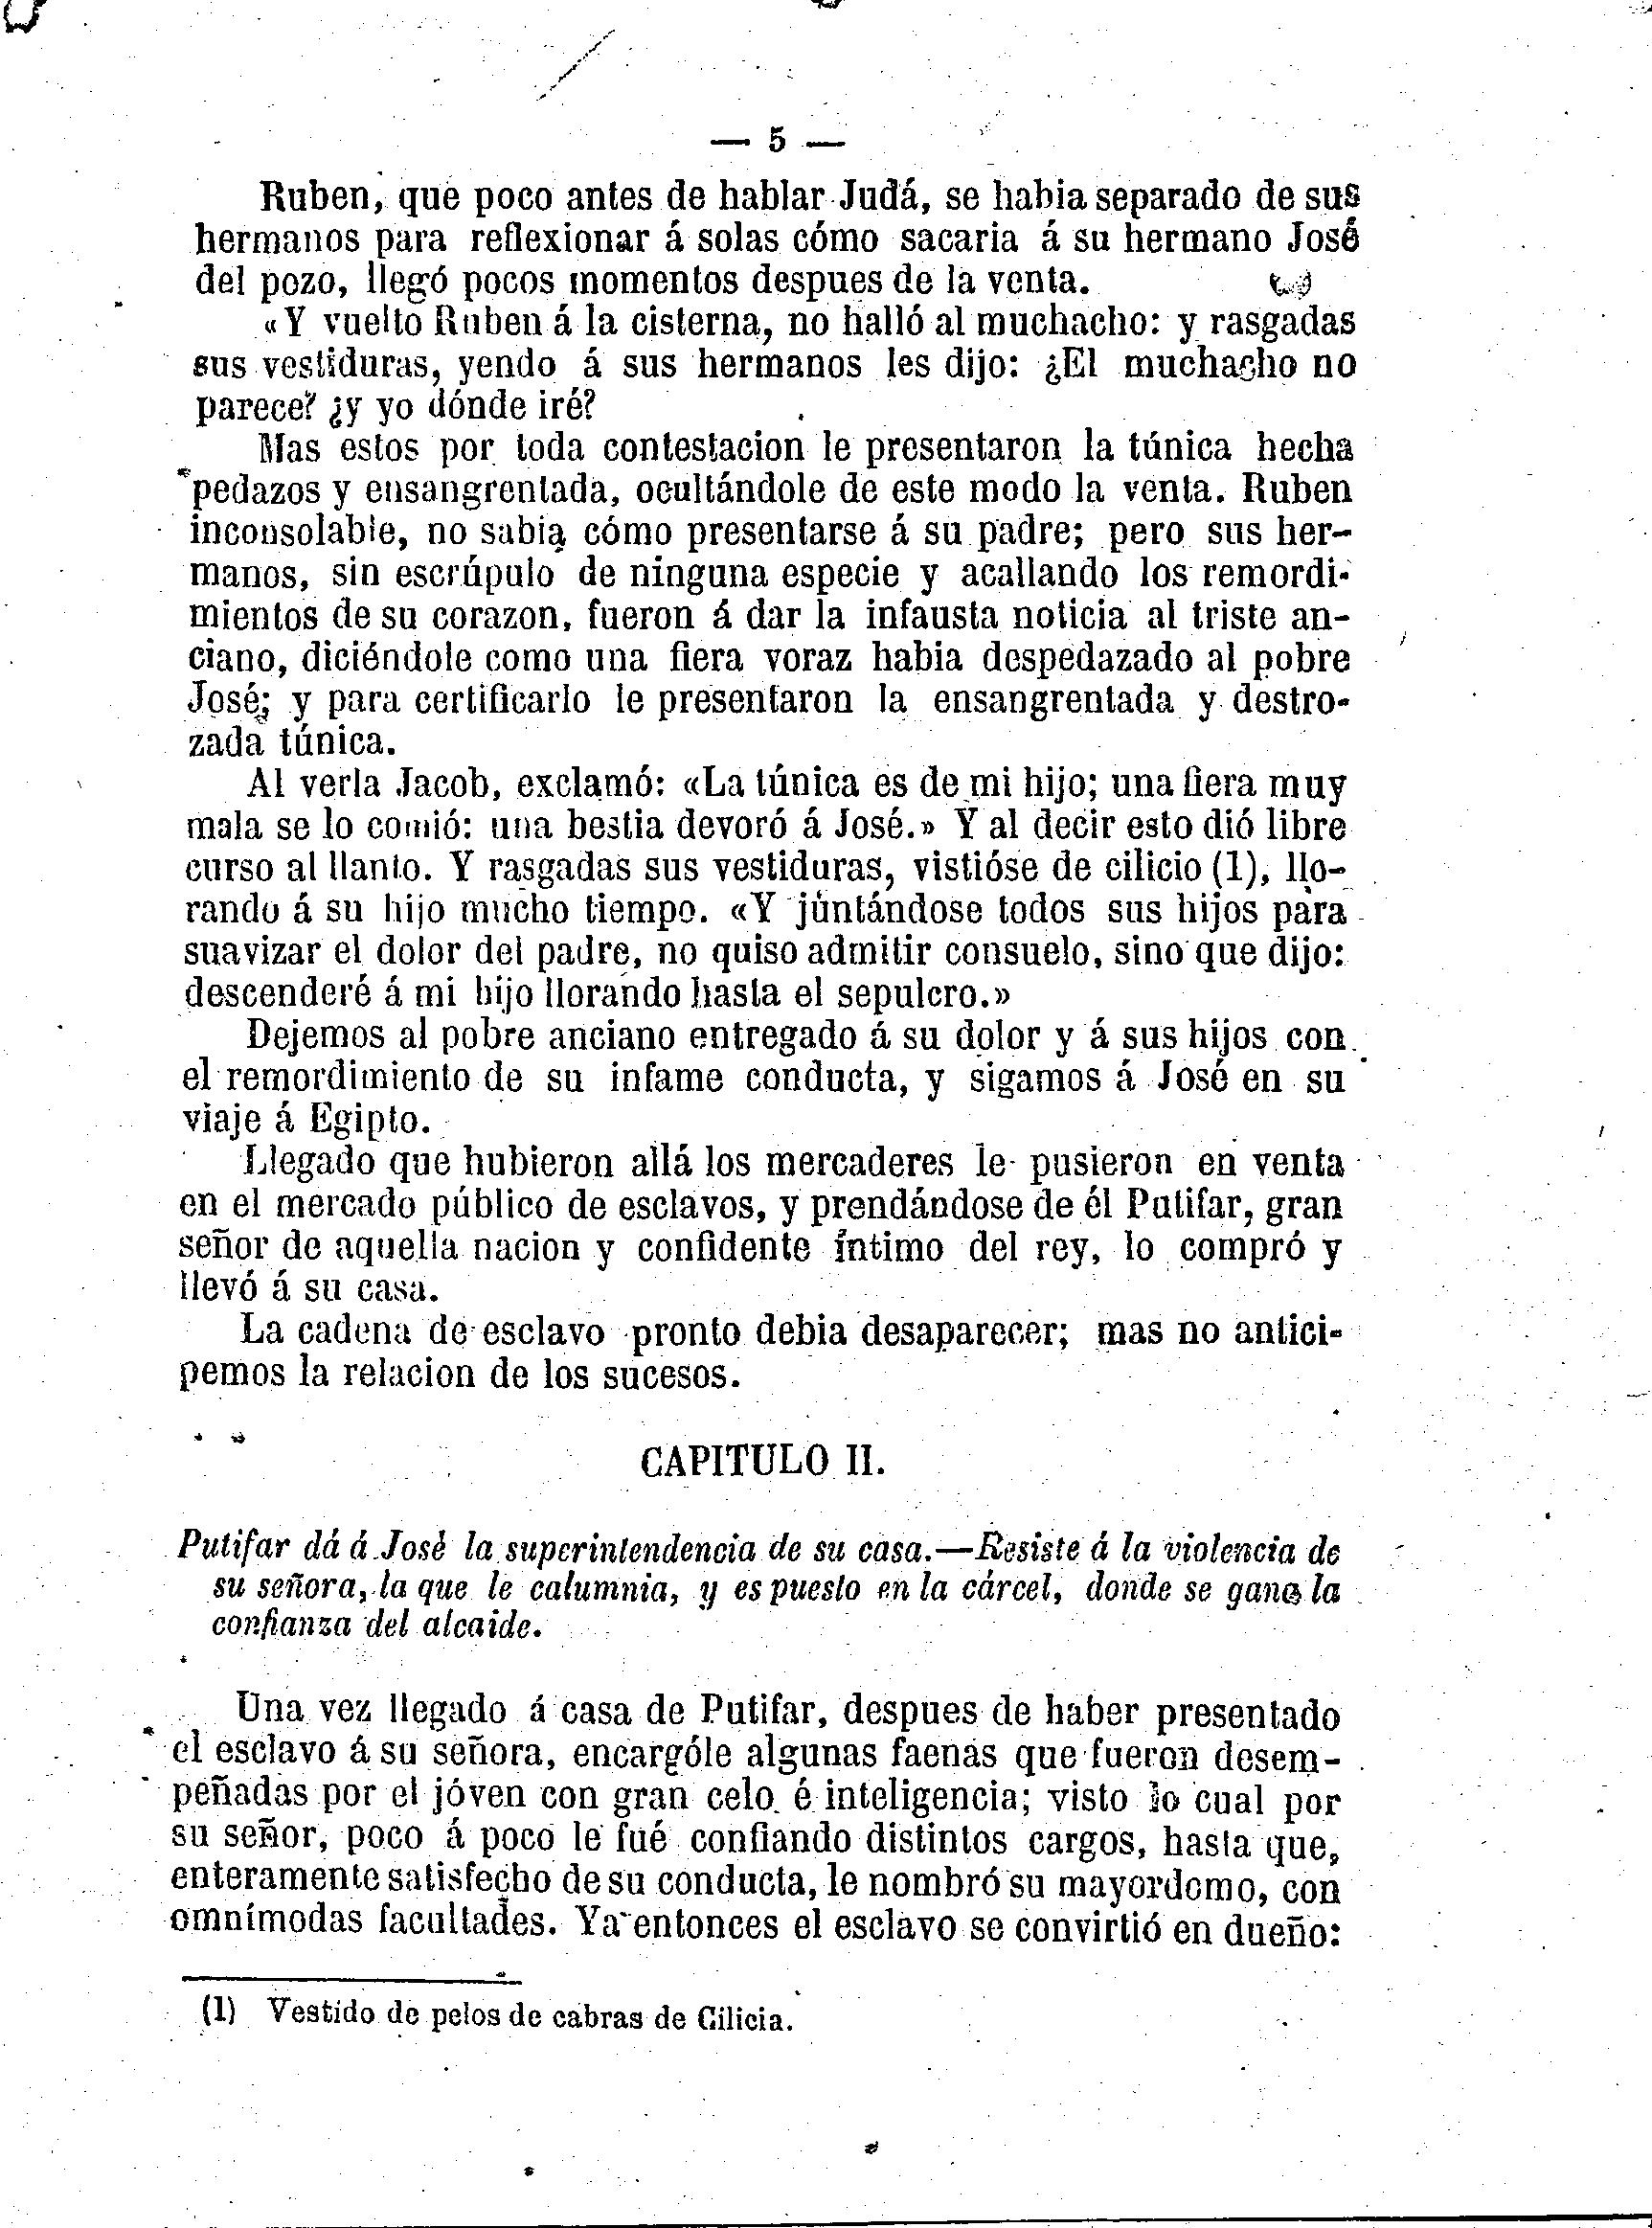 — 5 —
Ruben, que poco antes de hablar Judá, se habia separado de sus
hermanos para reflexionar á solas cómo sacaria á su hermano José
del pozo, llegó pocos momentos despues de la venta.
«Y vuelto Ruben á la cisterna, no halló al muchacho: y rasgadas
sus vestiduras, yendo á sus hermanos les dijo: ¿El muchacho no
parece? ¿y yo dónde iré?
Mas estos por toda contestacion le presentaron la túnica hecha
pedazos y ensangrentada, ocultándole de este modo la venta. Ruben
inconsolable, no sabia cómo presentarse á su padre; pero sus her-
manos, sin escrúpulo de ninguna especie y acallando los remordi-
mientos de su corazon, fueron á dar la infausta noticia al triste an-
ciano, diciéndole como una fiera voraz habia despedazado al pobre
José; y para certificarlo le presentaron la ensangrentada y destro-
zada túnica.
Al verla Jacob, exclamó: «La túnica es de mi hijo; una fiera muy
mala se lo comió: una bestia devoró á José.» Y al decir esto dió libre
curso al llanto. Y rasgadas sus vestiduras, vistióse de cilicio (1), llo-
rando á su hijo mucho tiempo. «Y juntándose todos sus hijos para
suavizar el dolor del padre, no quiso admitir consuelo, sino que dijo:
descenderé á mi hijo llorando hasta el sepulcro.»
Dejemos al pobre anciano entregado á su dolor y á sus hijos con
el remordimiento de su infame conducta, y sigamos á José en su
viaje á Egipto.
Llegado que hubieron allá los mercaderes le pusieron en venta
en el mercado público de esclavos, y prendándose de él Putifar, gran
señor de aquella nacion y confidente íntimo del rey, lo compró y
llevó á su casa.
La cadena de esclavo pronto debia desaparecer; mas no antici-
pemos la relacion de los sucesos.
CAPITULO II.
Putifar dá á José la superintendencia de su casa.—Resiste á la violencia de
su señora, la que le calumnia, y es puesto en la cárcel, donde se gana la
confianza del alcaide.
Una vez llegado á casa de Putifar, despues de haber presentado
el esclavo á su señora, encargóle algunas faenas que fueron desem-
peñadas por el jóven con gran celo é inteligencia; visto lo cual por
su señor, poco á poco le fué confiando distintos cargos, hasta que,
enteramente satisfecho de su conducta, le nombró su mayordomo, con
omnímodas facultades. Ya entonces el esclavo se convirtió en dueño:
(1) Vestido de pelos de cabras de Cilicia.